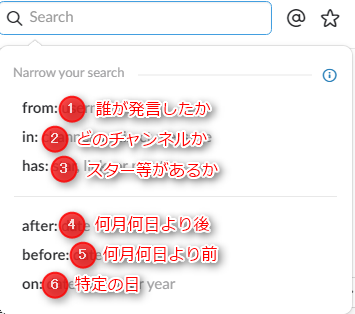 Search
Narrow your search
from: 1 誰が発言したか
in: 2 どのチャンネルか
has: 3 スター等があるか
after: 4 何月何日より後
before: 5 何月何日より前
on: 6 特定の日 year